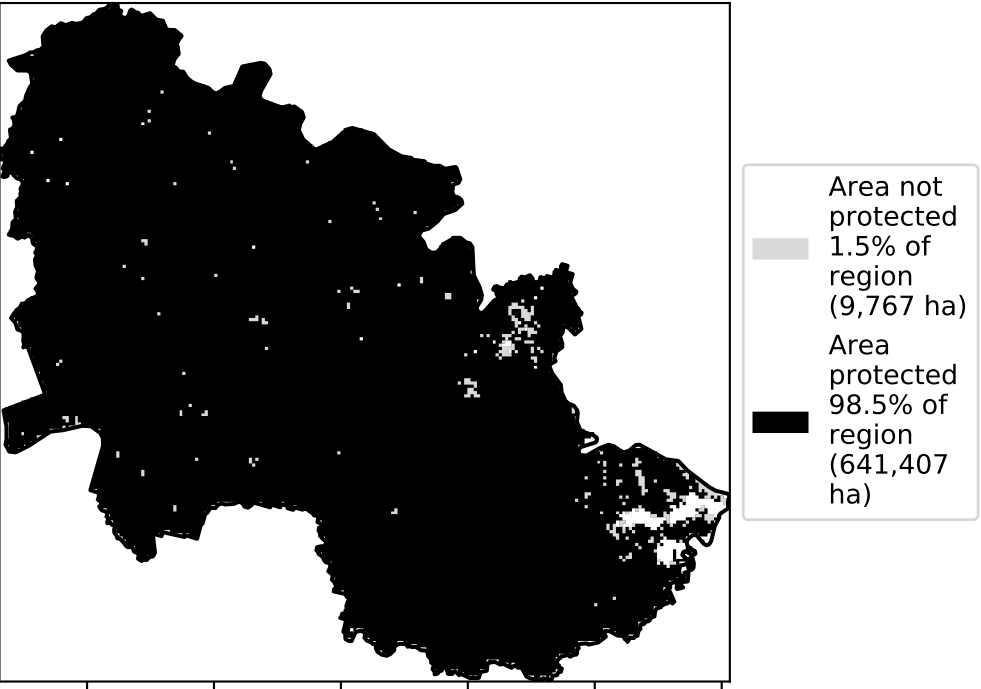 Area not
protected
1.5% of
region
(9,767 ha)
Area
protected
98.5% of
region
(641,407
ha)